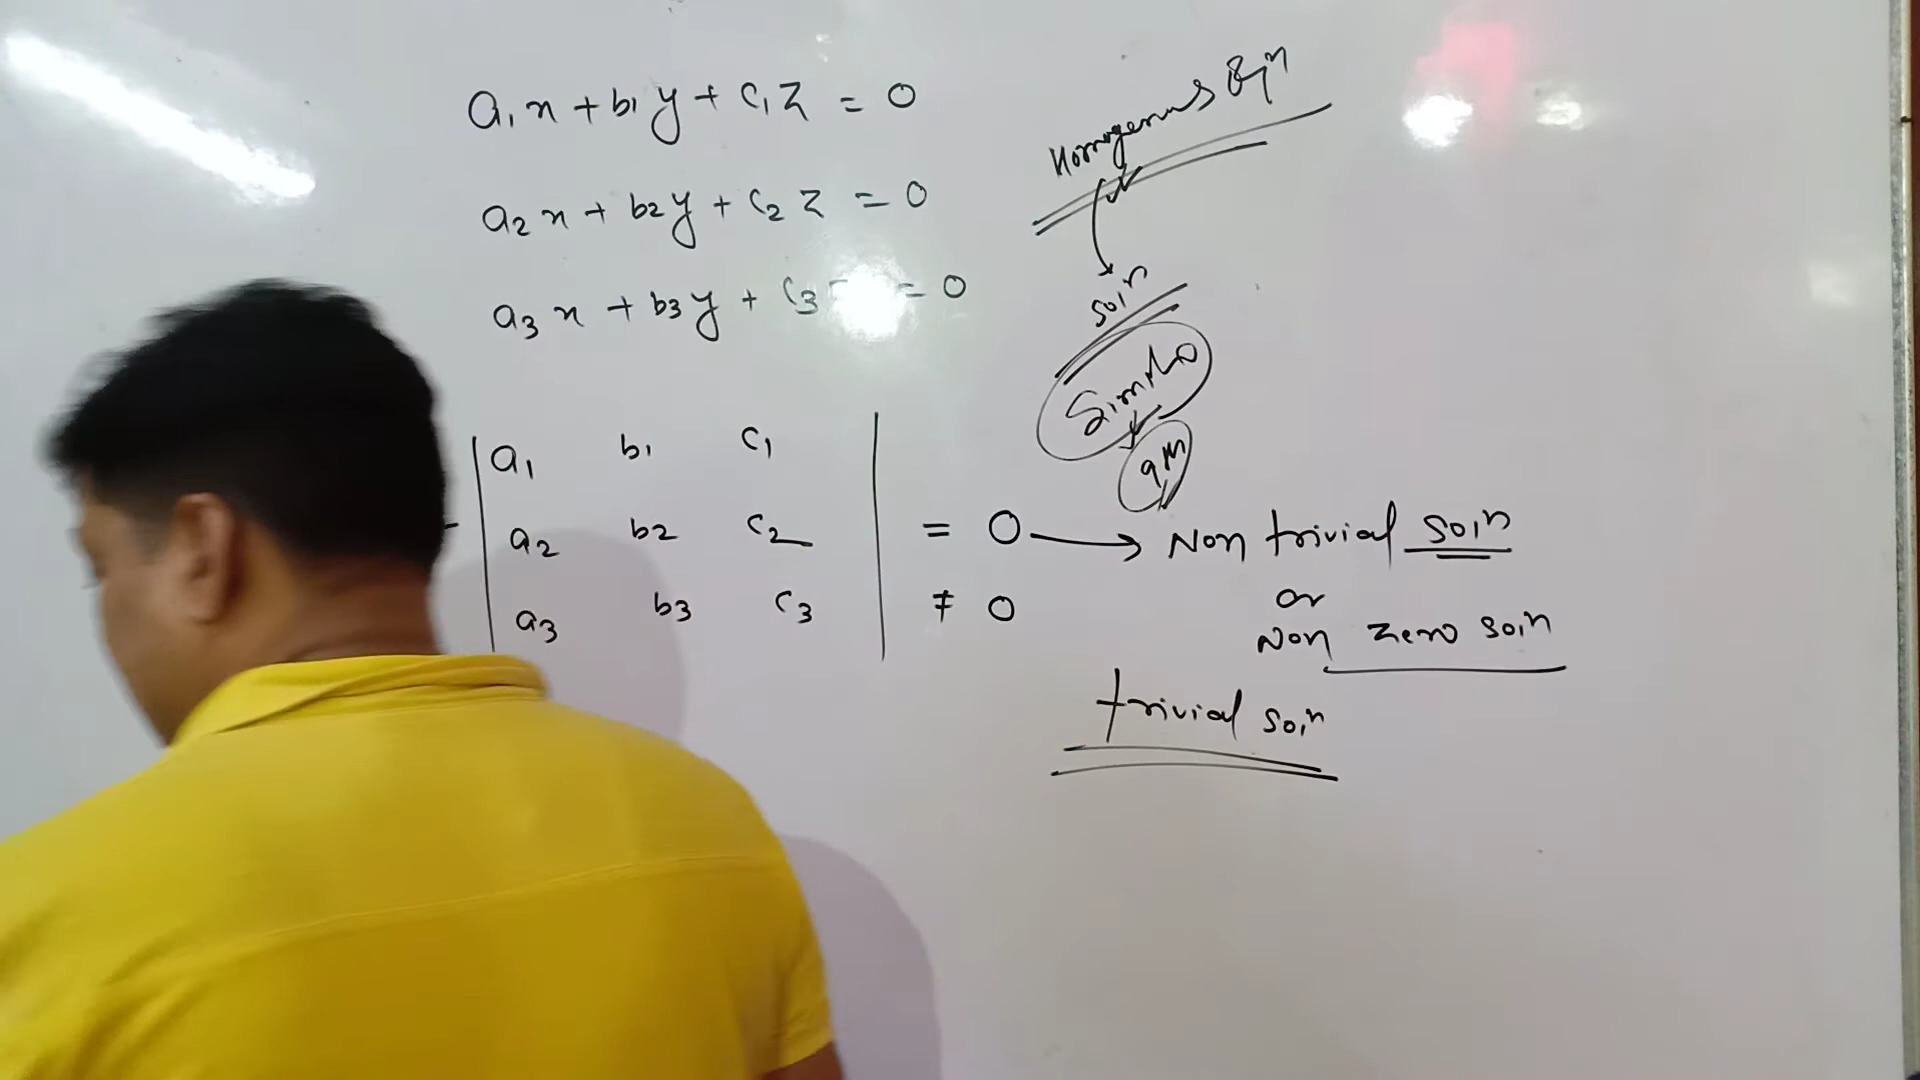 a₁x + b₁y + c₁z = 0
Homogenus Eqⁿ
a₂x + b₂y + c₂z = 0
a₃x + b₃y + c₃ = 0
soln
a₁ b₁ c₁
a₂ b₂ c₂ = 0 → Non trivial soln
a₃ b₃ c₃ ≠ 0
or
Non zero soln
trivial soln